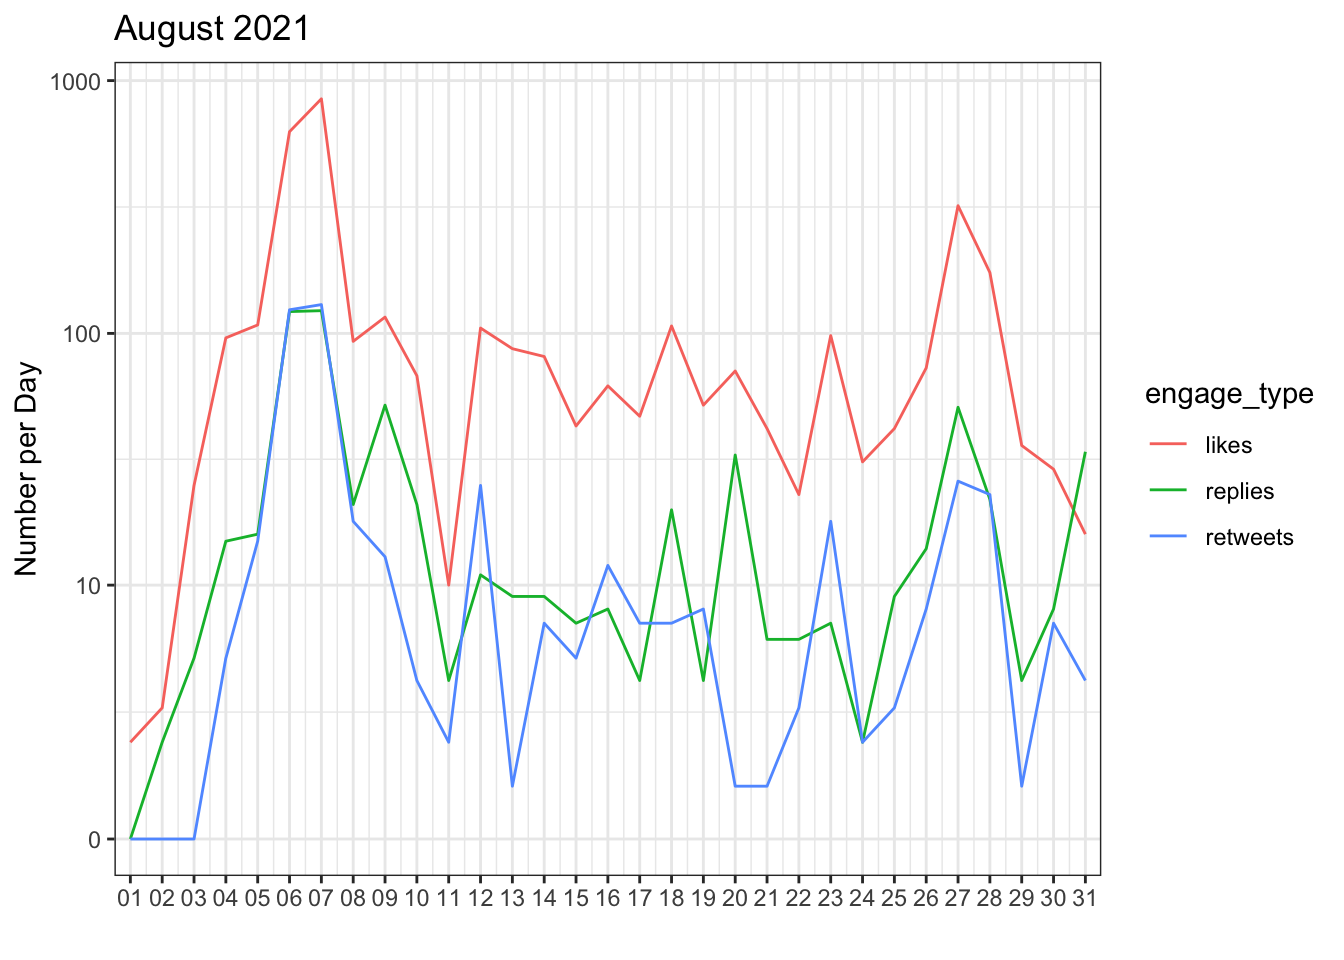 August 2021
Number per Day
1000
100
10
0
01 02 03 04 05 06 07 08 09 10 11 12 13 14 15 16 17 18 19 20 21 22 23 24 25 26 27 28 29 30 31
engage_type
likes
replies
retweets